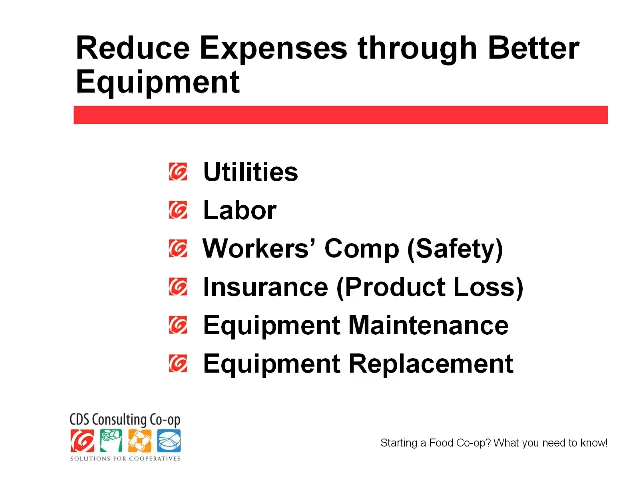 Reduce Expenses through Better
Equipment
Utilities
Labor
Workers’ Comp (Safety)
Insurance (Product Loss)
Equipment Maintenance
Equipment Replacement
CDS Consulting Co-op
SOLUTIONS FOR COOPERATIVES
Starting a Food Co-op? What you need to know!